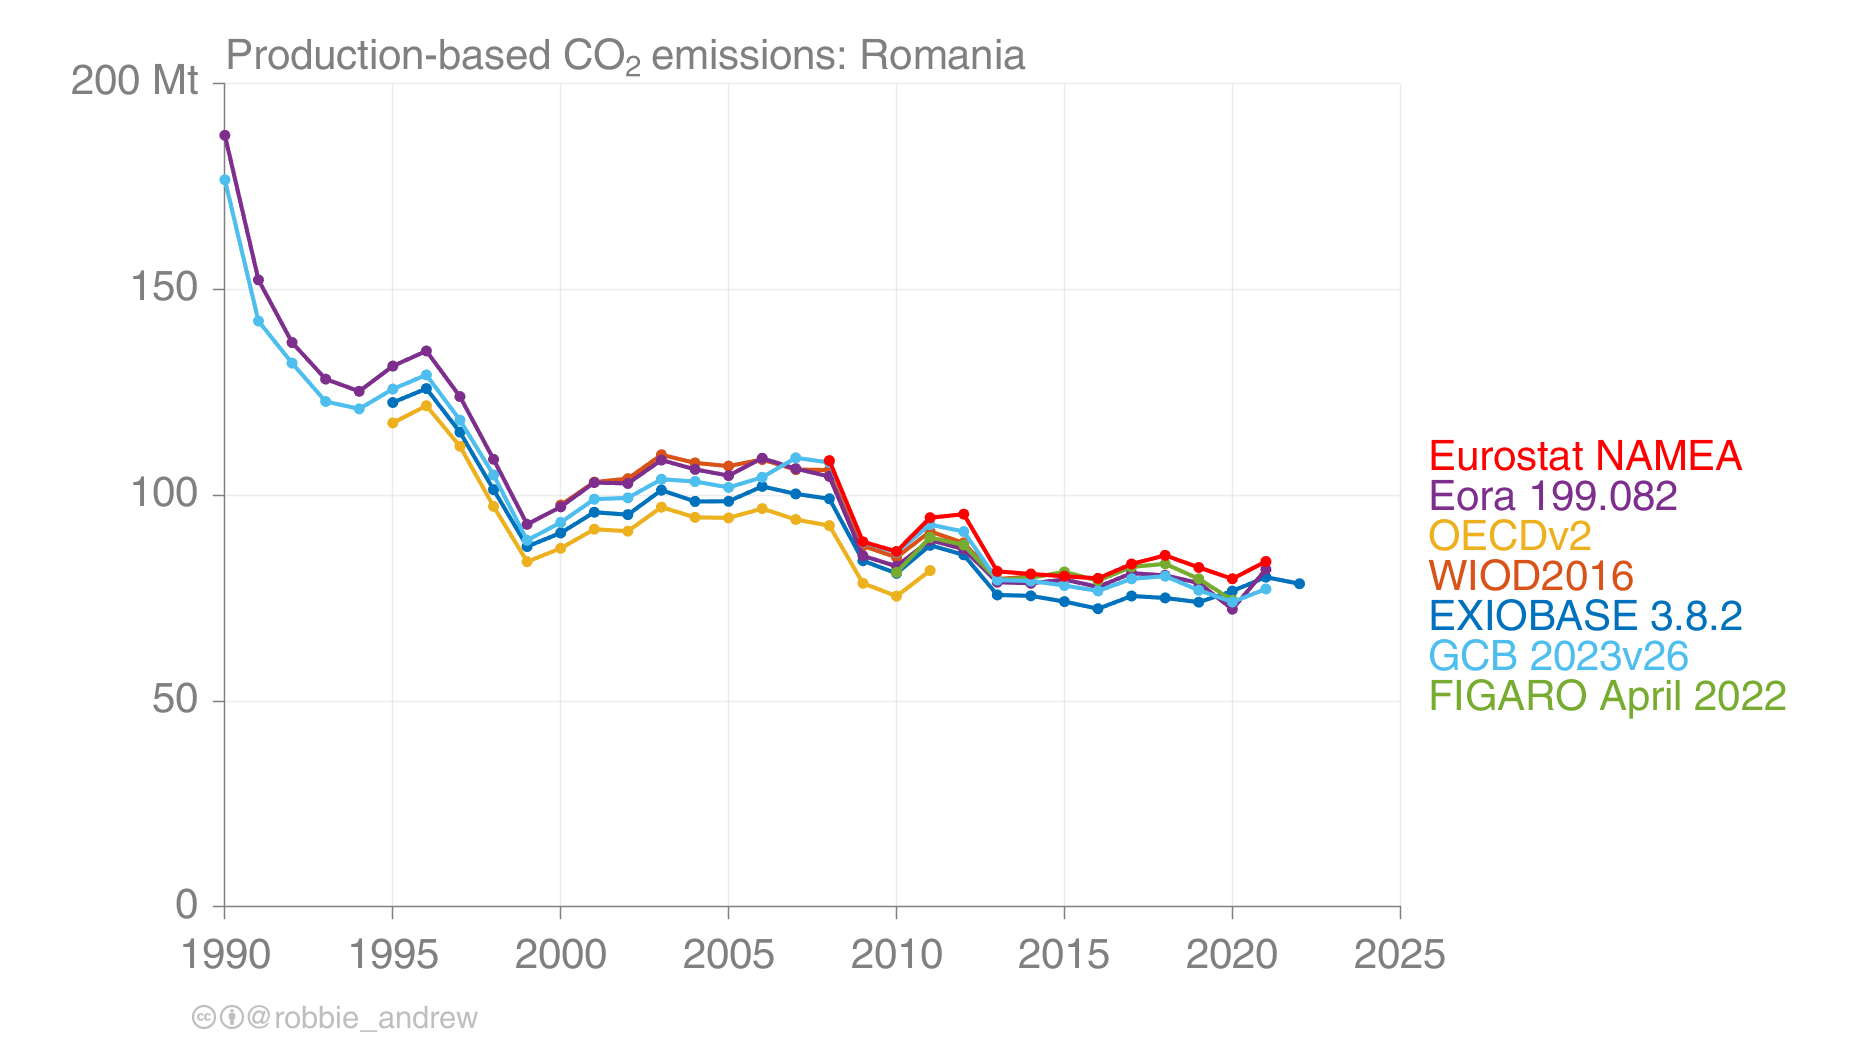 Production-based CO₂ emissions: Romania
200 Mt
150
100
50
0
1990 1995 2000 2005 2010 2015 2020 2025
Eurostat NAMEA
Eora 199.082
OECDv2
WIOD2016
EXIOBASE 3.8.2
GCB 2023v26
FIGARO April 2022
cc @robbie_andrew